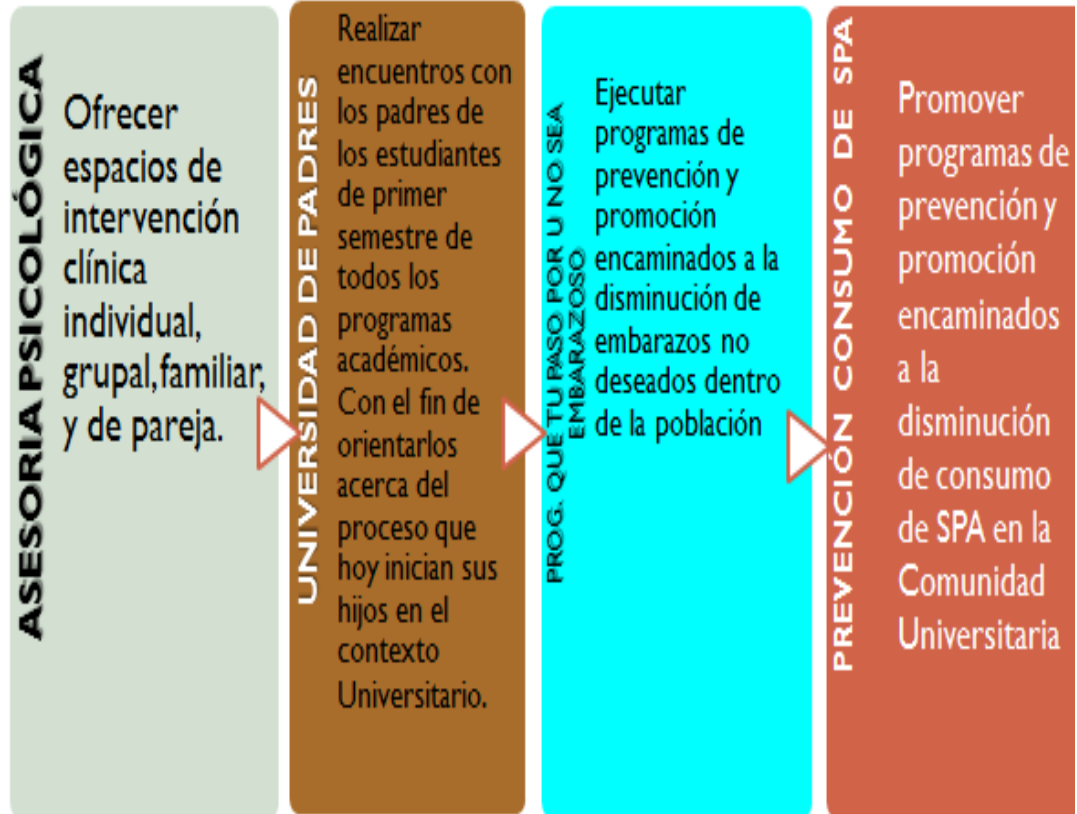 ASESORIA PSICOLÓGICA
Ofrecer
espacios de
intervención
clínica
individual,
grupal,familiar,
y de pareja.
UNIVERSIDAD DE PADRES
Realizar
encuentros con
los padres de
los estudiantes
de primer
semestre de
todos los
programas
académicos.
Con el fin de
orientarlos
acerca del
proceso que
hoy inician sus
hijos en el
contexto
Universitario.
PROG. QUE TU PASO POR U NO SEA
EMBARAZOSO
Ejecutar
programas de
prevención y
promoción
encaminados a la
disminución de
embarazos no
deseados dentro
de la población
PREVENCIÓN CONSUMO DE SPA
Promover
programas de
prevención y
promoción
encaminados
a la
disminución
de consumo
de SPA en la
Comunidad
Universitaria